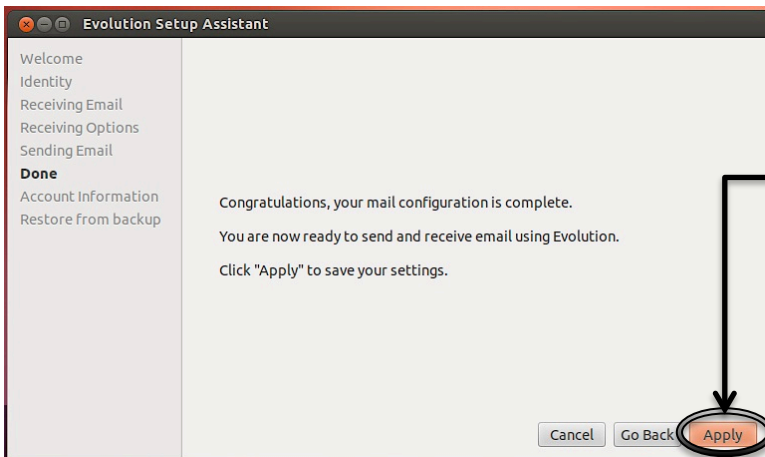 Evolution Setup Assistant
Welcome
Identity
Receiving Email
Receiving Options
Sending Email
Done
Account Information
Restore from backup
Congratulations, your mail configuration is complete.
You are now ready to send and receive email using Evolution.
Click "Apply" to save your settings.
Cancel Go Back Apply